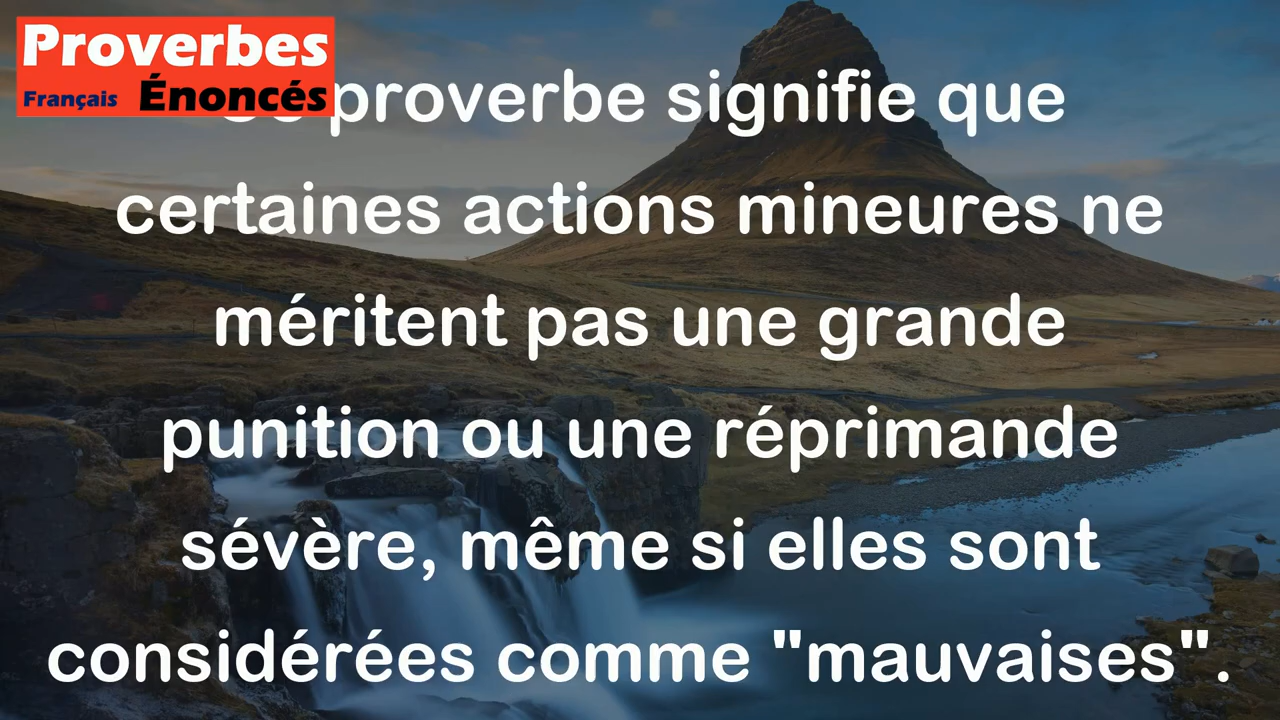 Proverbes
Français Énoncés
proverbe signifie que
certaines actions mineures ne
méritent pas une grande
punition ou une réprimande
sévère, même si elles sont
considérées comme "mauvaises".